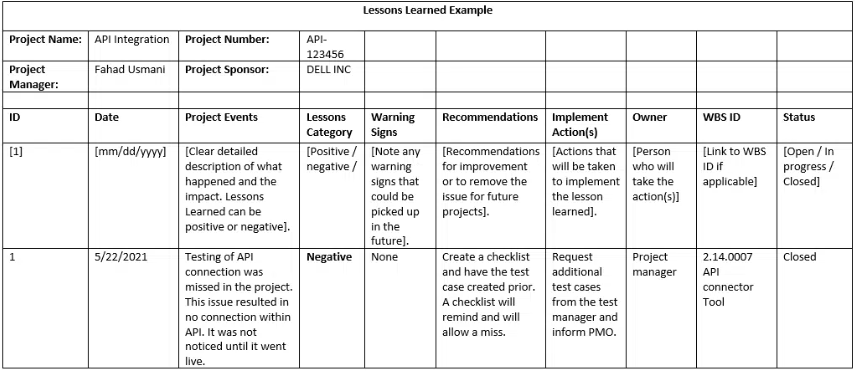 Lessons Learned Example
Project Name: API Integration Project Number: API-
123456
Project
Manager: Fahad Usmani Project Sponsor: DELL INC
ID Date Project Events Lessons
Category Warning
Signs Recommendations Implement
Action(s) Owner WBS ID Status
[1] [mm/dd/yyyy] [Clear detailed
description of what
happened and the
impact. Lessons
Learned can be
positive or negative].
[Positive /
negative /
[Note any
warning
signs that
could be
picked up
in the
future].
[Recommendations
for improvement
or to remove the
issue for future
projects].
[Actions that
will be taken
to implement
the lesson
learned].
[Person
who will
take the
action(s)]
[Link to WBS
ID if
applicable]
[Open / In
progress /
Closed]
1 5/22/2021 Testing of API
connection was
missed in the project.
This issue resulted in
no connection within
API. It was not
noticed until it went
live.
Negative
None
Create a checklist
and have the test
case created prior.
A checklist will
remind and will
allow a miss.
Request
additional
test cases
from the test
manager and
inform PMO.
Project
manager
2.14.0007
API
connector
Tool
Closed